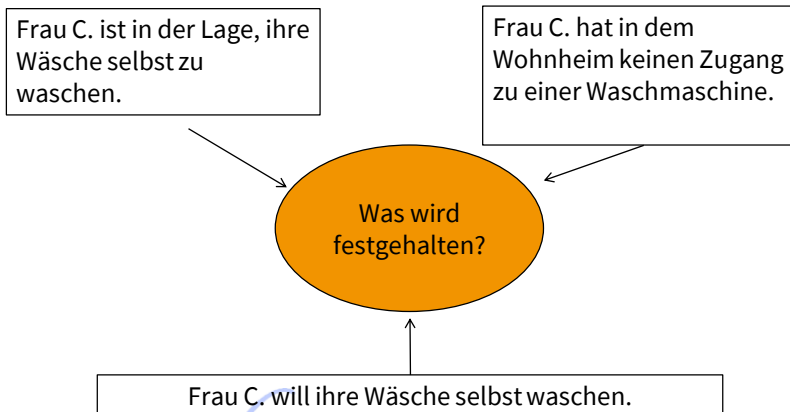 Frau C. ist in der Lage, ihre
Wäsche selbst zu
waschen.
Frau C. hat in dem
Wohnheim keinen Zugang
zu einer Waschmaschine.
Was wird
festgehalten?
Frau C. will ihre Wäsche selbst waschen.